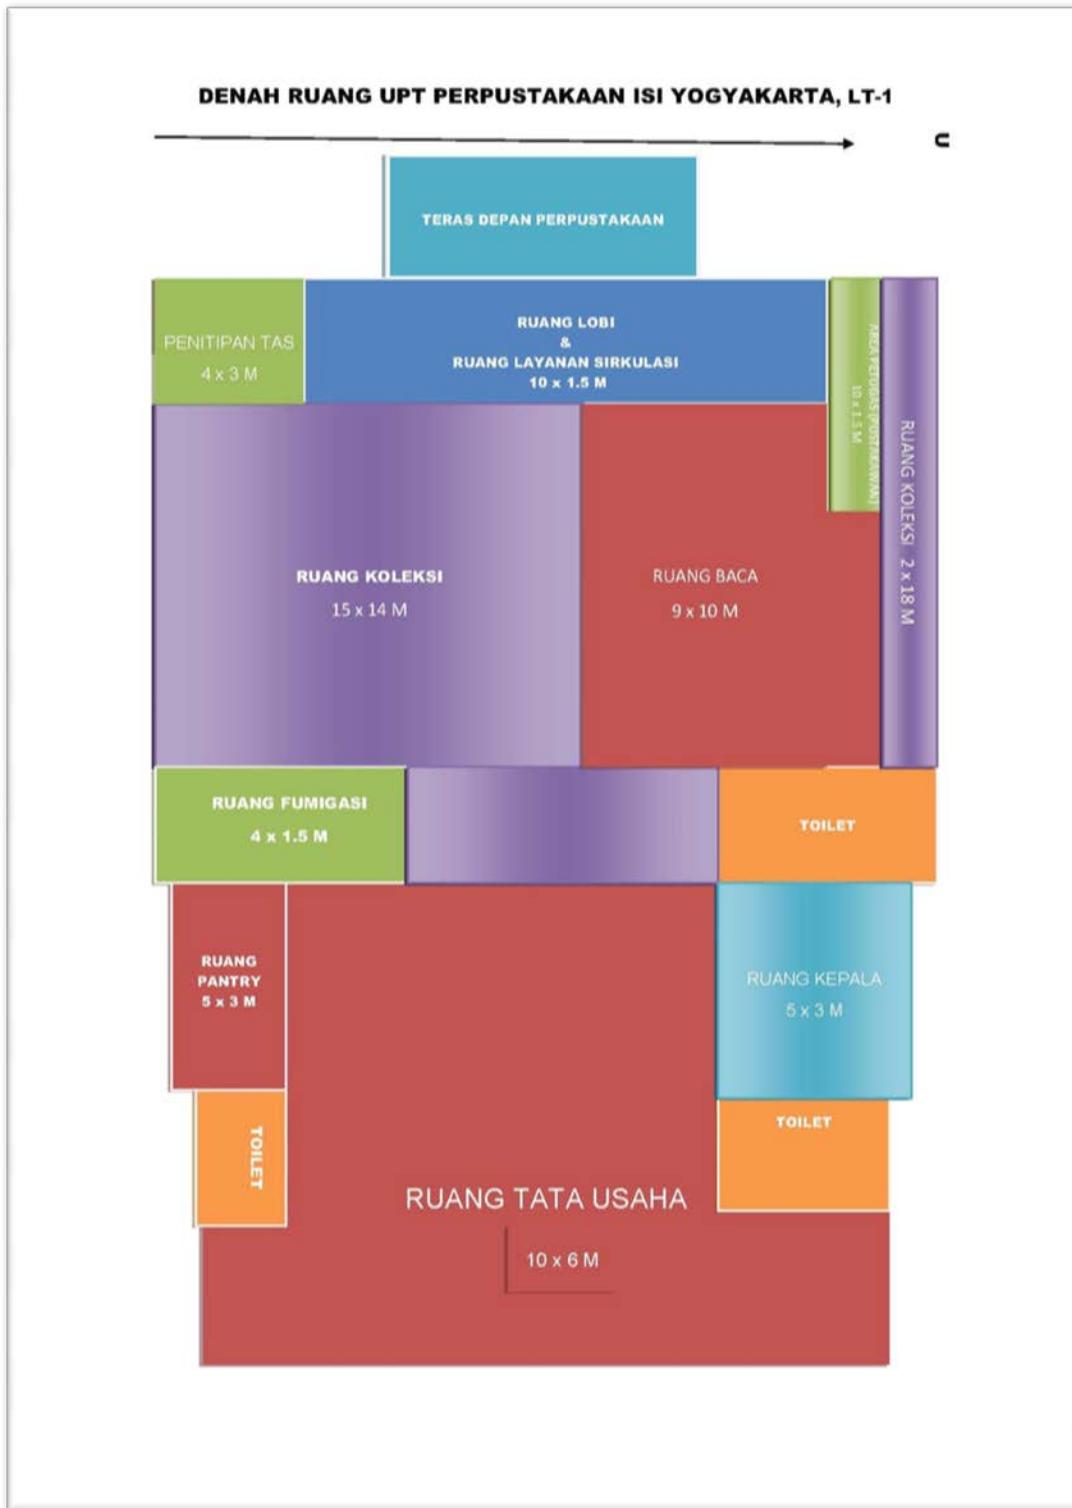 DENAH RUANG UPT PERPUSTAKAAN ISI YOGYAKARTA, LT-1
U
TERAS DEPAN PERPUSTAKAAN
PENITIPAN TAS
4 x 3 M
RUANG LOBI
&
RUANG LAYANAN SIRKULASI
10 x 1.5 M
AREA PETUGAS (PUSTAKAWAN)
10 x 1.5 M
RUANG KOLEKSI 2 x 18 M
RUANG KOLEKSI
15 x 14 M
RUANG BACA
9 x 10 M
RUANG FUMIGASI
4 x 1.5 M
TOILET
RUANG
PANTRY
5 x 3 M
RUANG KEPALA
5 x 3 M
TOILET
TOILET
RUANG TATA USAHA
10 x 6 M